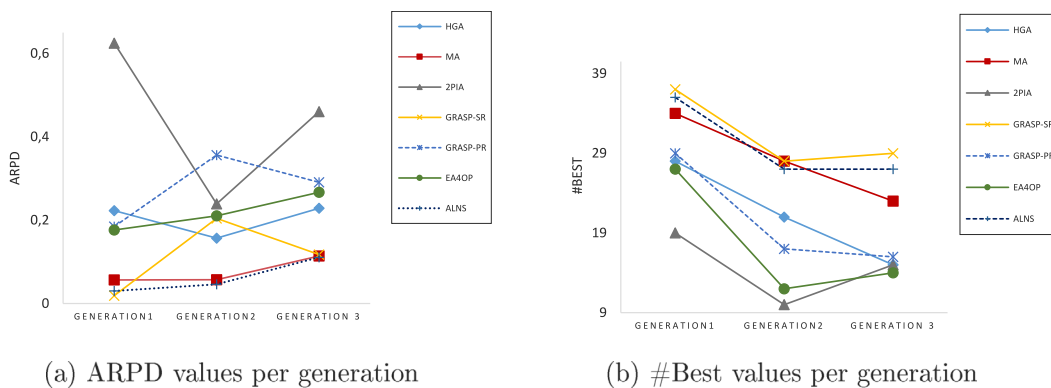 0,6
0,4
0,2
0
ARPD
GENERATION1 GENERATION2 GENERATION 3
HGA
MA
2PIA
GRASP-SR
GRASP-PR
EA4OP
ALNS
(a) ARPD values per generation
39
29
19
9
#BEST
GENERATION1 GENERATION2 GENERATION 3
HGA
MA
2PIA
GRASP-SR
GRASP-PR
EA4OP
ALNS
(b) #Best values per generation